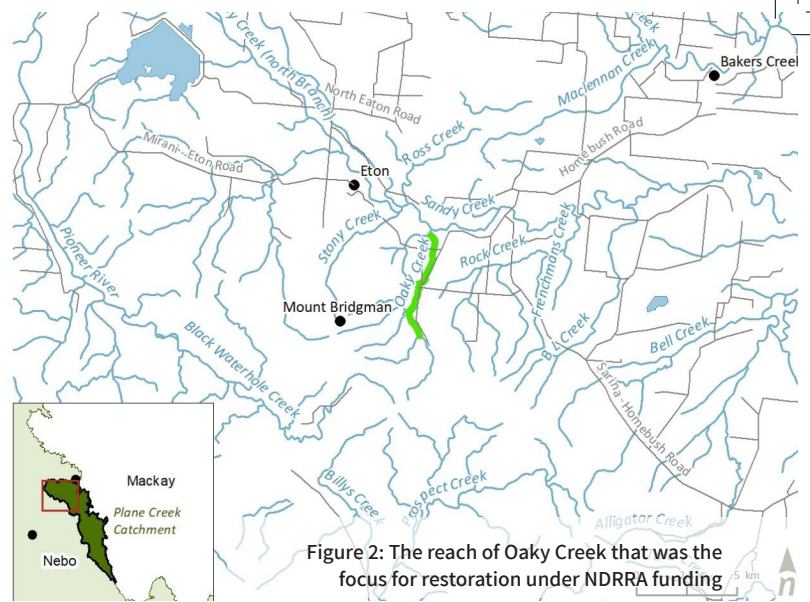 y Creek (north Branch)
North Eaton Road
Maclennan Creek
eek
Bakers Creel
Ross Creek
Homebush Road
Mirani--Eton Road
Eton
Sandy Creek
Stony Creek
Oaky Creek
Rock Creek
Frenchmans Creek
Pioneer River
Mount Bridgman
Black Waterhole Creek
B L Creek
Bell Creek
Sarina - Homebush Road
Billys Creek
Prospect Creek
Alligator Creek
Mackay
Plane Creek
Catchment
Nebo
Figure 2: The reach of Oaky Creek that was the
focus for restoration under NDRRA funding
5 km
n